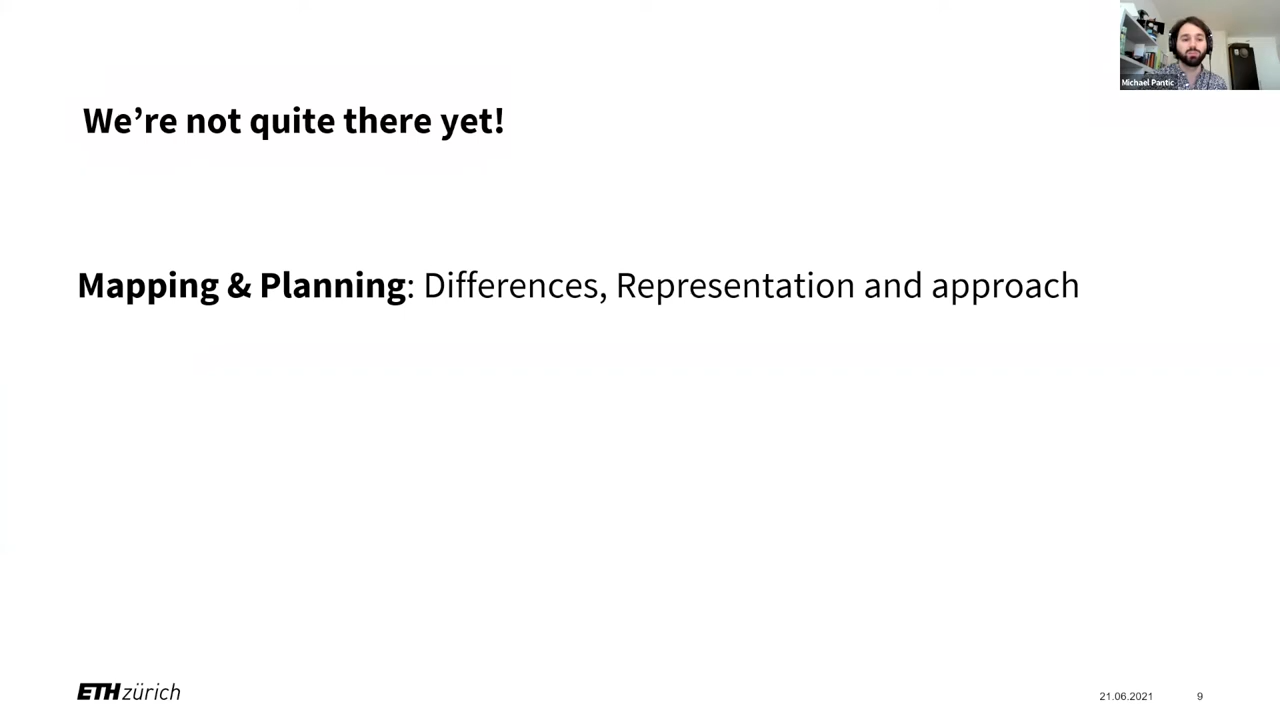 Michael Pantic
We’re not quite there yet!
Mapping & Planning: Differences, Representation and approach
ETH zürich
21.06.2021
9